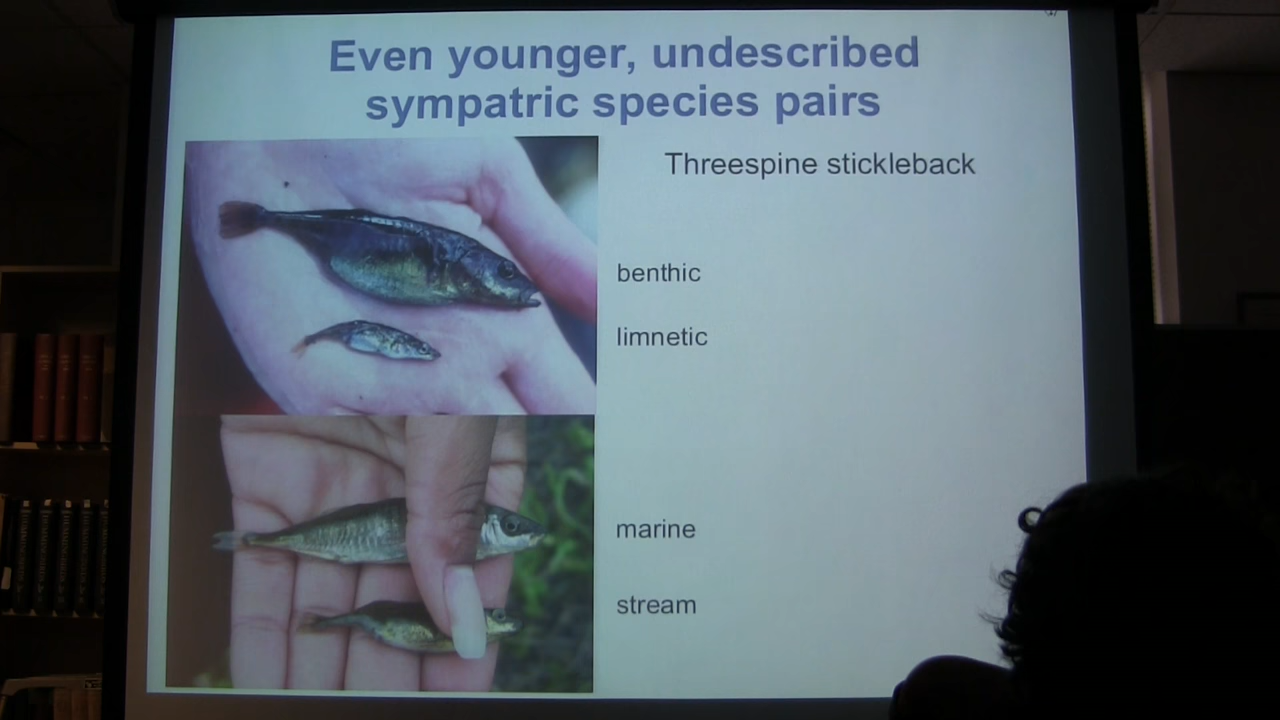 Even younger, undescribed
sympatric species pairs
Threespine stickleback
benthic
limnetic
marine
stream